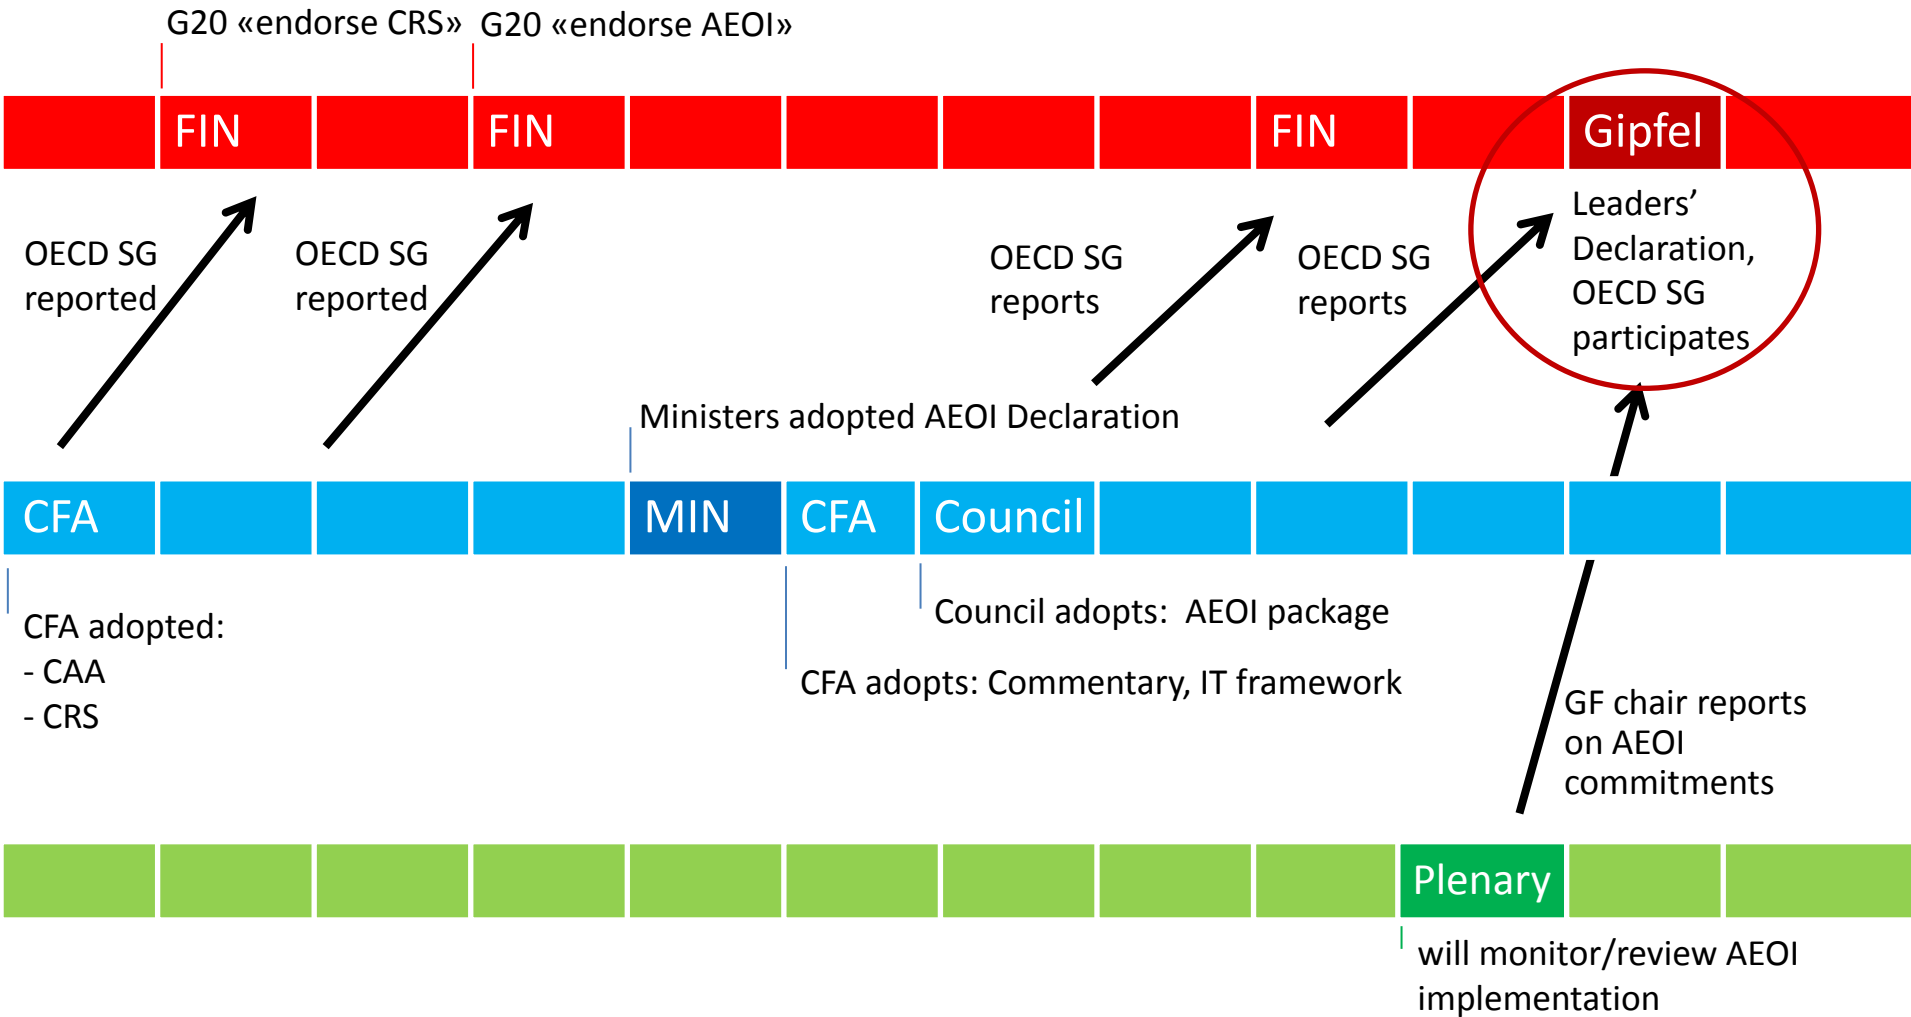 G20 «endorse CRS»
G20 «endorse AEOI»
FIN
FIN
FIN
Gipfel
OECD SG
reported
OECD SG
reported
OECD SG
reports
OECD SG
reports
Leaders’
Declaration,
OECD SG
participates
Ministers adopted AEOI Declaration
CFA
MIN
CFA
Council
CFA adopted:
- CAA
- CRS
Council adopts:  AEOI package
CFA adopts: Commentary, IT framework
GF chair reports
on AEOI
commitments
Plenary
will monitor/review AEOI
implementation